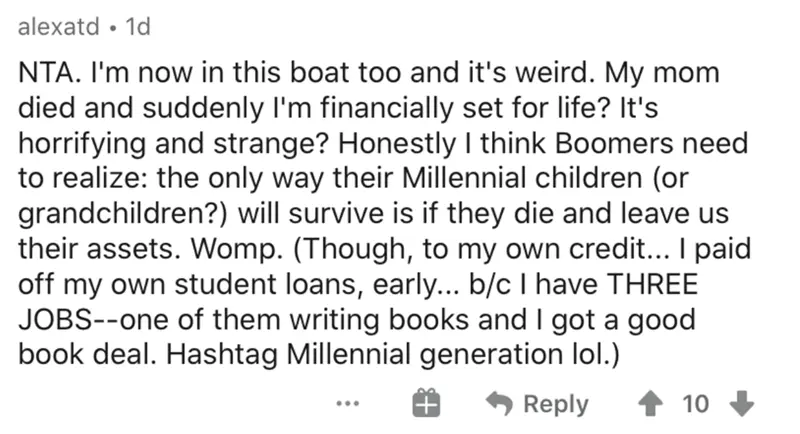 alexatd • 1d
NTA. I'm now in this boat too and it's weird. My mom
died and suddenly I'm financially set for life? It's
horrifying and strange? Honestly I think Boomers need
to realize: the only way their Millennial children (or
grandchildren?) will survive is if they die and leave us
their assets. Womp. (Though, to my own credit... I paid
off my own student loans, early... b/c I have THREE
JOBS--one of them writing books and I got a good
book deal. Hashtag Millennial generation lol.)
Reply 10